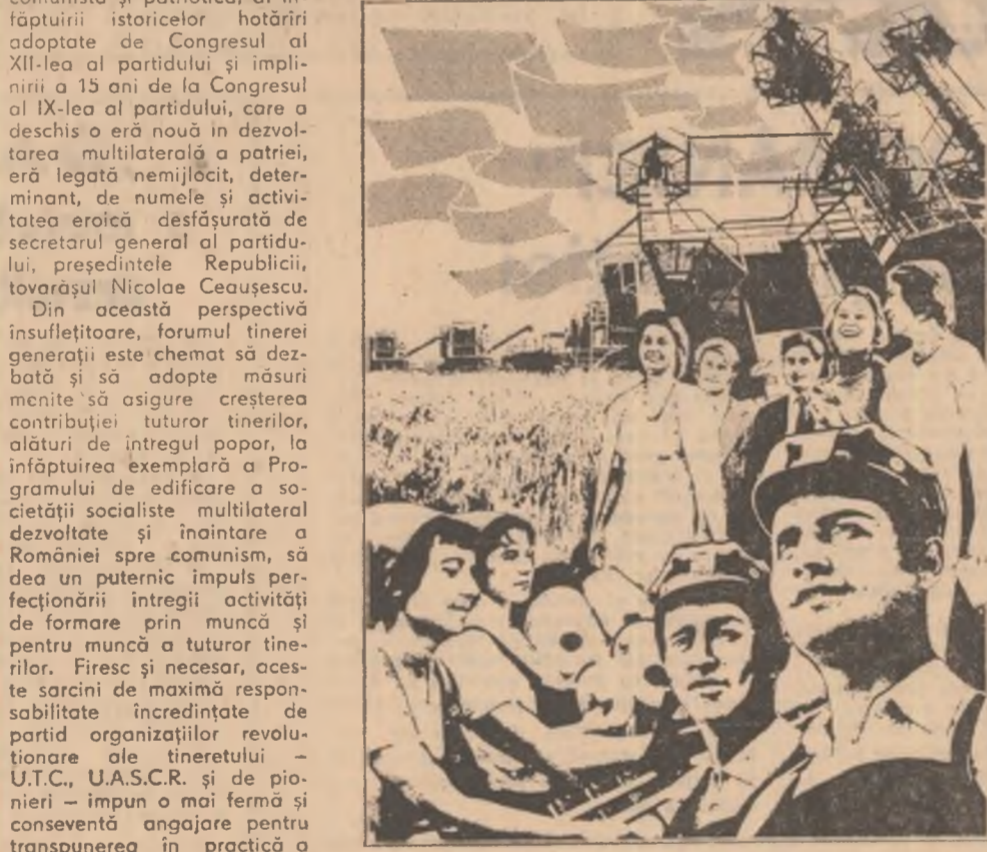 comunistă și patriotică, al în-
făptuirii istoricelor hotărîri
adoptate de Congresul al
XII-lea al partidului și împli-
nirii a 15 ani de la Congresul
al IX-lea al partidului, care a
deschis o eră nouă în dezvol-
tarea multilaterală a patriei,
eră legată nemijlocit, deter-
minant, de numele și activi-
tatea eroică desfășurată de
secretarul general al partidu-
lui, președintele Republicii,
tovarășul Nicolae Ceaușescu.
Din această perspectivă
însuflețitoare, forumul tinerei
generații este chemat să dez-
bată și să adopte măsuri
menite să asigure creșterea
contribuției tuturor tinerilor,
alături de întregul popor, la
înfăptuirea exemplară a Pro-
gramului de edificare a so-
cietății socialiste multilateral
dezvoltate și înaintare a
României spre comunism, să
dea un puternic impuls per-
fecționării întregii activități
de formare prin muncă și
pentru muncă a tuturor tine-
rilor. Firesc și necesar, aces-
te sarcini de maximă respon-
sabilitate încredințate de
partid organizațiilor revolu-
ționare ale tineretului –
U.T.C., U.A.S.C.R. și de pio-
nieri – impun o mai fermă și
consecventă angajare pentru
transpunerea în practică a